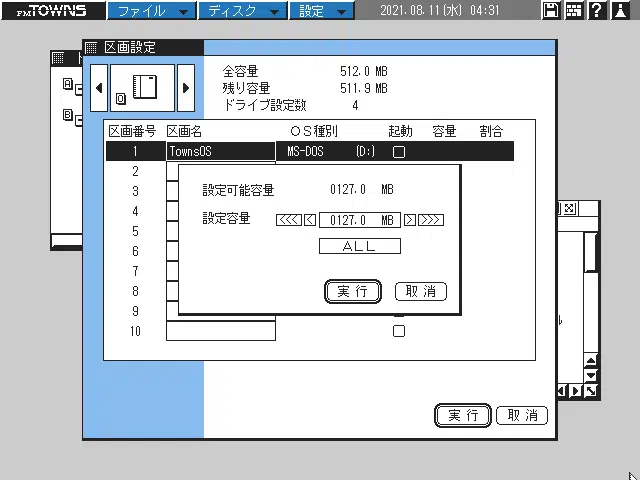 FM TOWNS ファイル ディスク 設定 2021.08.11(水) 04:31
区画設定
全容量 512.0 MB
残り容量 511.9 MB
ドライブ設定数 4
A
B
0
区画番号 区画名 OS種別 起動 容量 割合
1 TownsOS MS-DOS (D:)
2
3 設定可能容量 0127.0 MB
4 設定容量 0127.0 MB
5
6 ALL
7
8 実行 取消
9
10
実行 取消